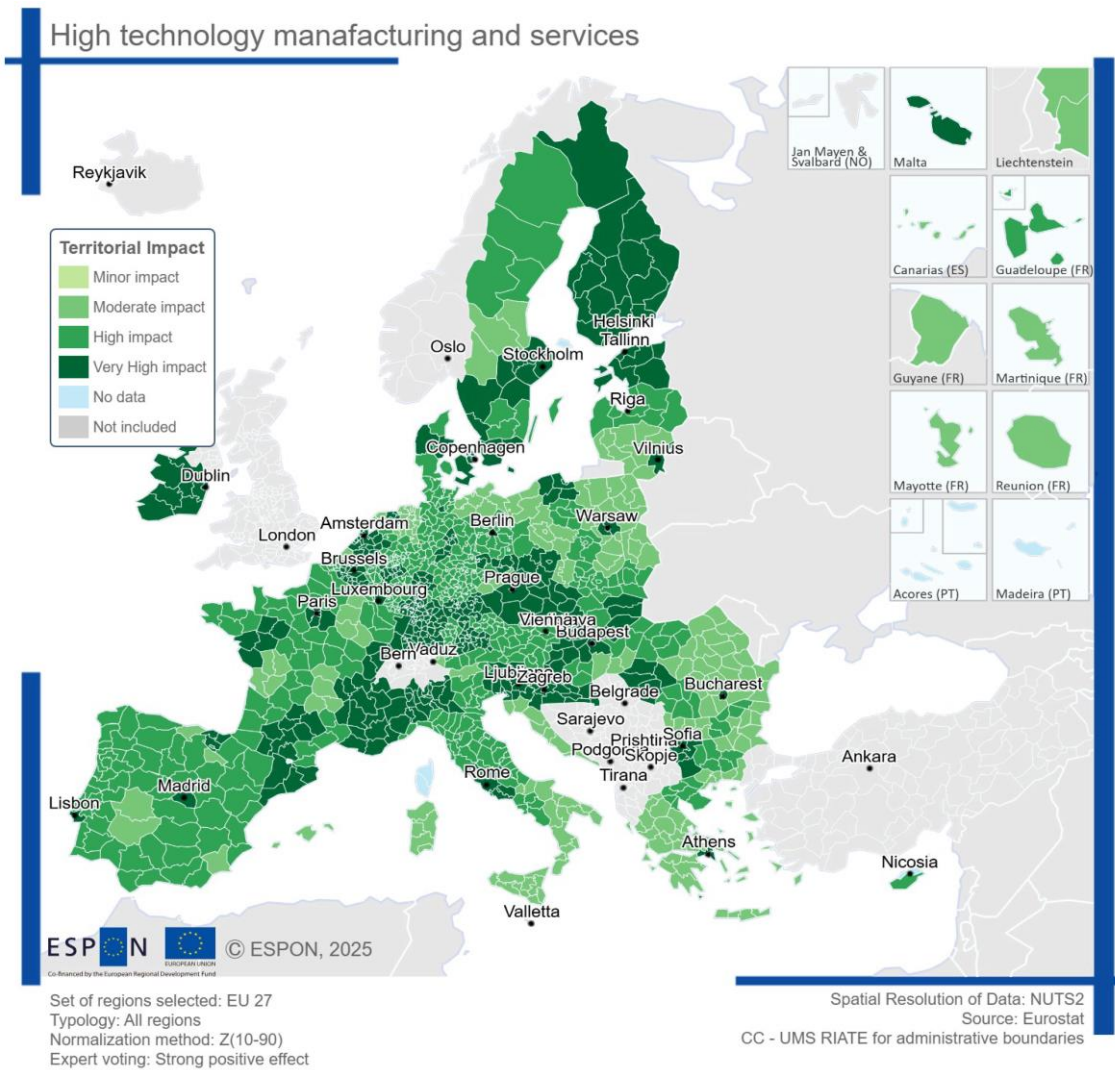 High technology manafacturing and services
Reykjavik
Territorial Impact
Minor impact
Moderate impact
High impact
Very High impact
No data
Not included
Jan Mayen &
Svalbard (NO)
Malta
Liechtenstein
Canarias (ES)
Guadeloupe (FR)
Guyane (FR)
Martinique (FR)
Mayotte (FR)
Reunion (FR)
Acores (PT)
Madeira (PT)
Oslo
Helsinki
Tallinn
Stockholm
Riga
Copenhagen
Vilnius
Dublin
London
Amsterdam
Berlin
Warsaw
Brussels
Prague
Luxembourg
Paris
Budapest
Bern
Vaduz
Zagreb
Belgrade
Bucharest
Sarajevo
Prishtina
Sofia
Skopje
Tirana
Rome
Madrid
Lisbon
Ankara
Athens
Nicosia
Valletta
ESPON
EUROPEAN UNION
© ESPON, 2025
Co-financed by the European Regional Development Fund
Set of regions selected: EU 27
Typology: All regions
Normalization method: Z(10-90)
Expert voting: Strong positive effect
Spatial Resolution of Data: NUTS2
Source: Eurostat
CC - UMS RIATE for administrative boundaries